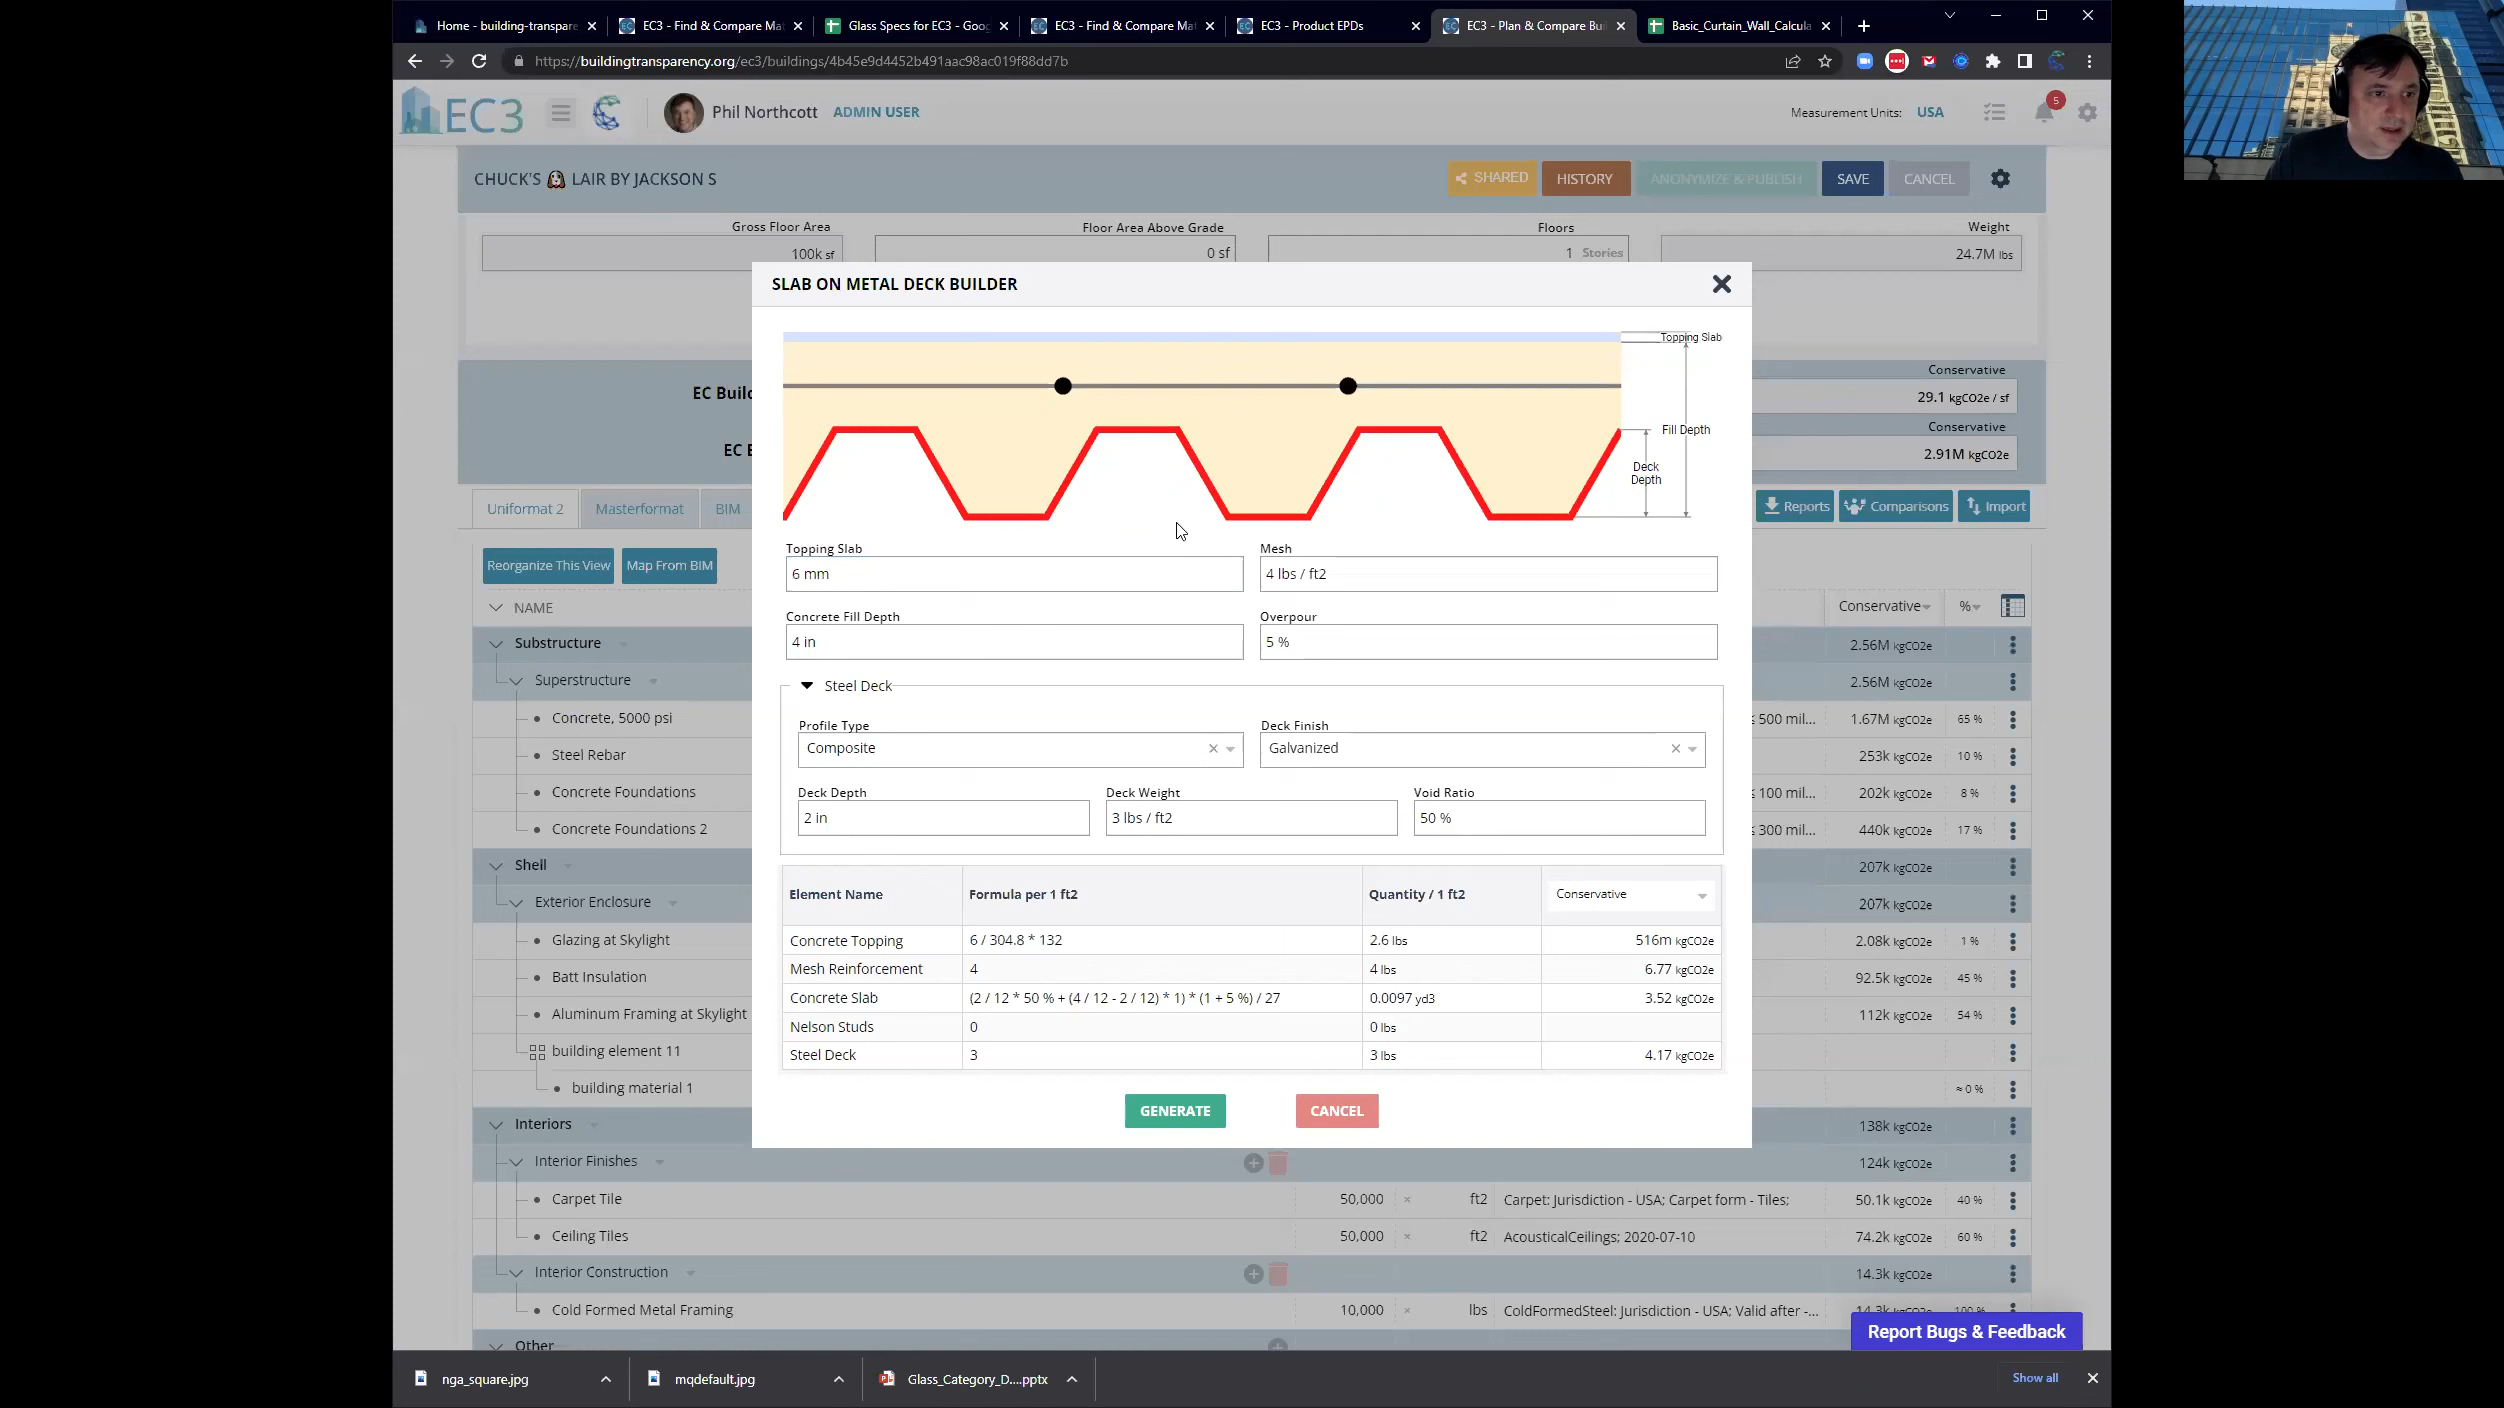 Home - building-transpare
EC3 - Find & Compare Ma
Glass Specs for EC3 - Goog
EC3 - Find & Compare Ma
EC3 - Product EPDs
EC3 - Plan & Compare Bui
Basic_Curtain_Wall_Calcula
https://buildingtransparency.org/ec3/buildings/4b45e9d4452b491aac98ac019f88dd7b
EC3
Phil Northcott
ADMIN USER
Measurement Units: USA
5
CHUCK'S LAIR BY JACKSON S
SHARED
HISTORY
ANONYMIZE & PUBLISH
SAVE
CANCEL
Gross Floor Area
Floor Area Above Grade
Floors
Weight
100k sf
0 sf
1 Stories
24.7M lbs
SLAB ON METAL DECK BUILDER
Topping Slab
Fill Depth
Deck
Depth
EC Build
EC E
Conservative
29.1 kgCO2e / sf
Conservative
2.91M kgCO2e
Uniformat 2
Masterformat
BIM
Reports
Comparisons
Import
Topping Slab
6 mm
Mesh
4 lbs / ft2
Concrete Fill Depth
4 in
Overpour
5 %
Steel Deck
Profile Type
Composite
Deck Finish
Galvanized
Deck Depth
2 in
Deck Weight
3 lbs / ft2
Void Ratio
50 %
Element Name Formula per 1 ft2 Quantity / 1 ft2 Conservative
Concrete Topping 6 / 304.8 * 132 2.6 lbs 516m kgCO2e
Mesh Reinforcement 4 4 lbs 6.77 kgCO2e
Concrete Slab (2 / 12 * 50 % + (4 / 12 - 2 / 12) * 1) * (1 + 5 %) / 27 0.0097 yd3 3.52 kgCO2e
Nelson Studs 0 0 lbs
Steel Deck 3 3 lbs 4.17 kgCO2e
GENERATE
CANCEL
Reorganize This View
Map From BIM
NAME
Conservative %
Substructure 2.56M kgCO2e
Superstructure 2.56M kgCO2e
Concrete, 5000 psi 500 mil... 1.67M kgCO2e 65 %
Steel Rebar 253k kgCO2e 10 %
Concrete Foundations 100 mil... 202k kgCO2e 8 %
Concrete Foundations 2 300 mil... 440k kgCO2e 17 %
Shell 207k kgCO2e
Exterior Enclosure 207k kgCO2e
Glazing at Skylight 2.08k kgCO2e 1 %
Batt Insulation 92.5k kgCO2e 45 %
Aluminum Framing at Skylight 112k kgCO2e 54 %
building element 11
building material 1 ≈ 0 %
Interiors 138k kgCO2e
Interior Finishes 124k kgCO2e
Carpet Tile 50,000 × ft2 Carpet: Jurisdiction - USA; Carpet form - Tiles; 50.1k kgCO2e 40 %
Ceiling Tiles 50,000 × ft2 AcousticalCeilings; 2020-07-10 74.2k kgCO2e 60 %
Interior Construction 14.3k kgCO2e
Cold Formed Metal Framing 10,000 × lbs ColdFormedSteel: Jurisdiction - USA; Valid after -... 14.3k kgCO2e 100 %
Other
Report Bugs & Feedback
nga_square.jpg
mqdefault.jpg
Glass_Category_D....pptx
Show all